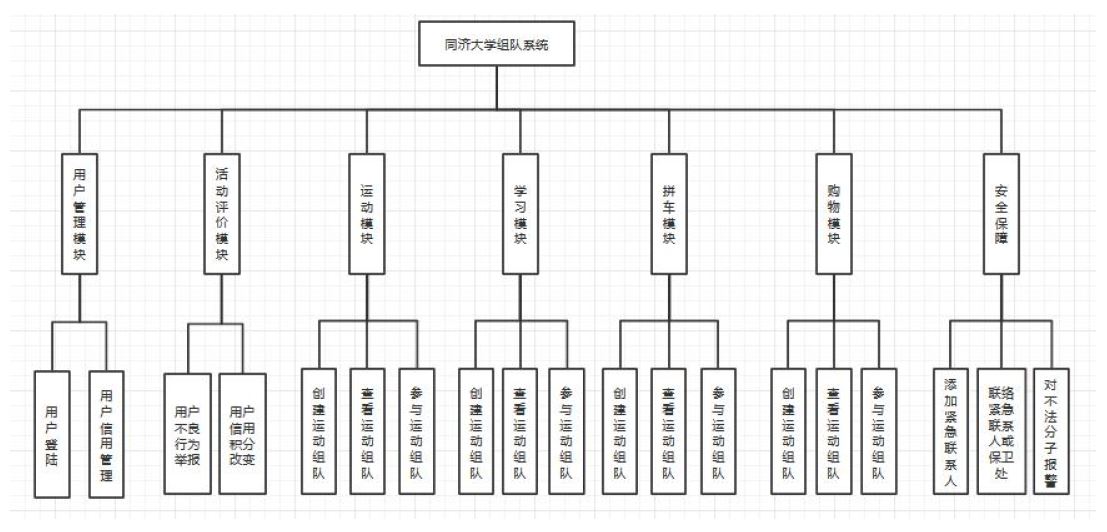 同济大学组队系统
用户管理模块
活动评价模块
运动模块
学习模块
拼车模块
购物模块
安全保障
用户登陆
用户信用管理
用户
不良
行为
举报
用户
信用
积分
改变
创建运动组队
查看运动组队
参与运动组队
创建运动组队
查看运动组队
参与运动组队
创建运动组队
查看运动组队
参与运动组队
创建运动组队
查看运动组队
参与运动组队
添加紧急联系人
联络
紧急
联系
人或
保卫
处
对不法分子报警